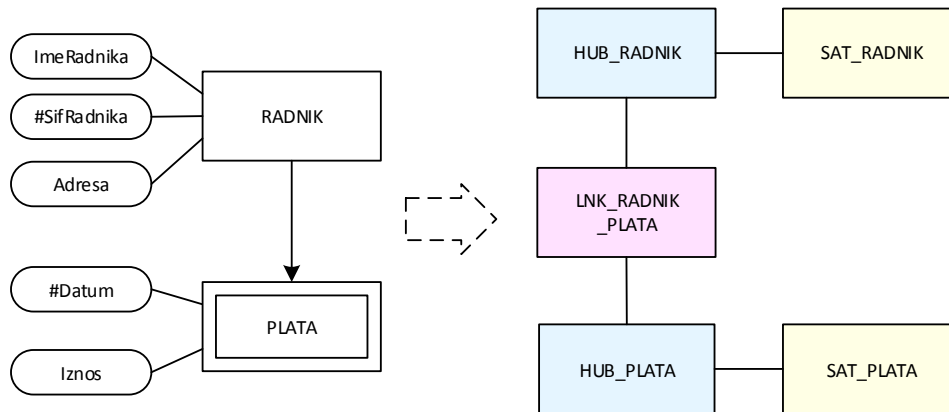 ImeRadnika
#SifRadnika
Adresa
RADNIK
#Datum
Iznos
PLATA
HUB_RADNIK
SAT_RADNIK
LNK_RADNIK
_PLATA
HUB_PLATA
SAT_PLATA